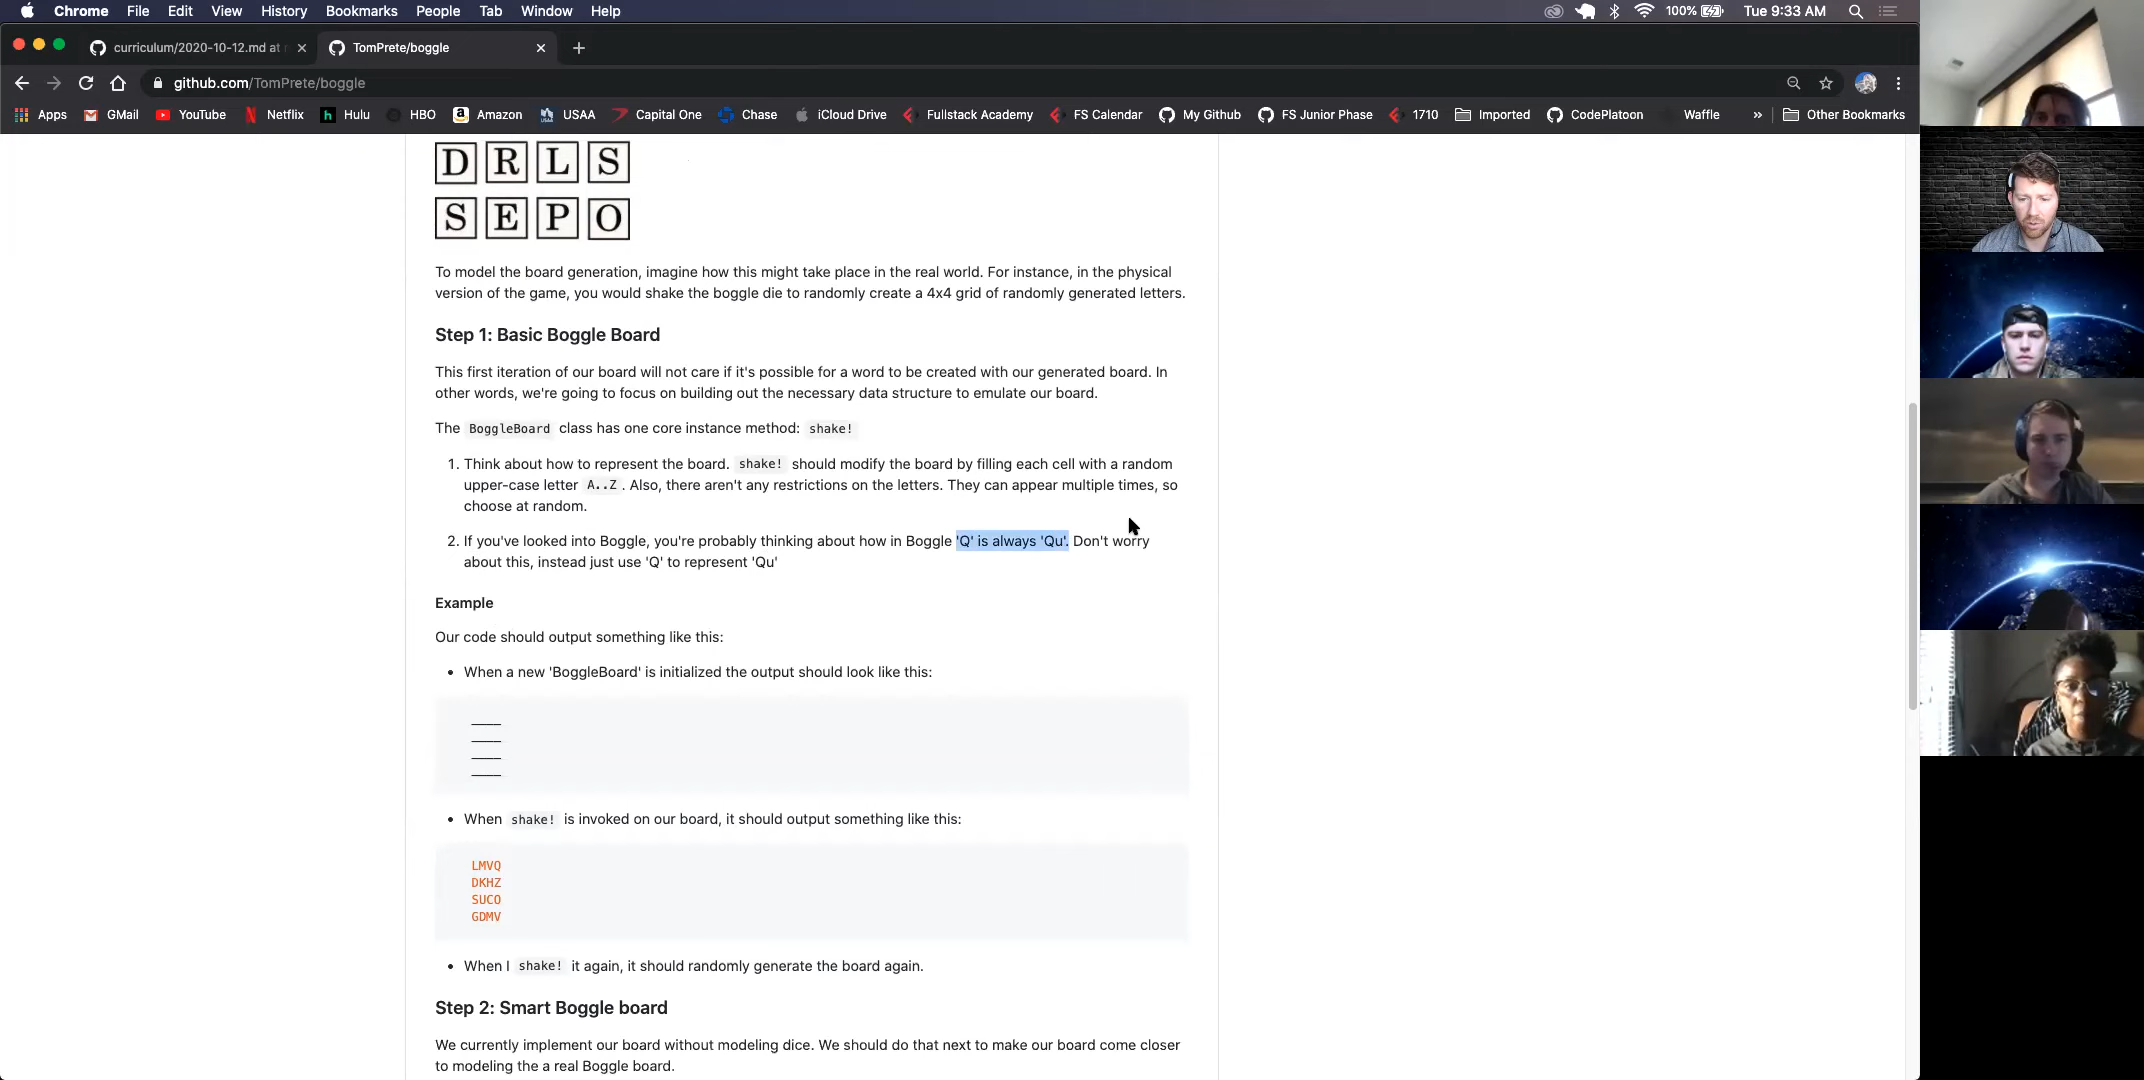 Chrome File Edit View History Bookmarks People Tab Window Help 100% Tue 9:33 AM
curriculum/2020-10-12.md at
TomPrete/boggle
github.com/TomPrete/boggle
Apps GMail YouTube Netflix Hulu HBO Amazon USAA Capital One Chase iCloud Drive Fullstack Academy FS Calendar My Github FS Junior Phase 1710 Imported CodePlatoon Waffle » Other Bookmarks
D R L S
S E P O
To model the board generation, imagine how this might take place in the real world. For instance, in the physical
version of the game, you would shake the boggle die to randomly create a 4x4 grid of randomly generated letters.
Step 1: Basic Boggle Board
This first iteration of our board will not care if it's possible for a word to be created with our generated board. In
other words, we're going to focus on building out the necessary data structure to emulate our board.
The BoggleBoard class has one core instance method: shake!
1. Think about how to represent the board. shake! should modify the board by filling each cell with a random
upper-case letter A..Z . Also, there aren't any restrictions on the letters. They can appear multiple times, so
choose at random.
2. If you've looked into Boggle, you're probably thinking about how in Boggle 'Q' is always 'Qu'. Don't worry
about this, instead just use 'Q' to represent 'Qu'
Example
Our code should output something like this:
• When a new 'BoggleBoard' is initialized the output should look like this:
____
____
____
____
• When shake! is invoked on our board, it should output something like this:
LMVQ
DKHZ
SUCO
GDMV
• When I shake! it again, it should randomly generate the board again.
Step 2: Smart Boggle board
We currently implement our board without modeling dice. We should do that next to make our board come closer
to modeling the a real Boggle board.